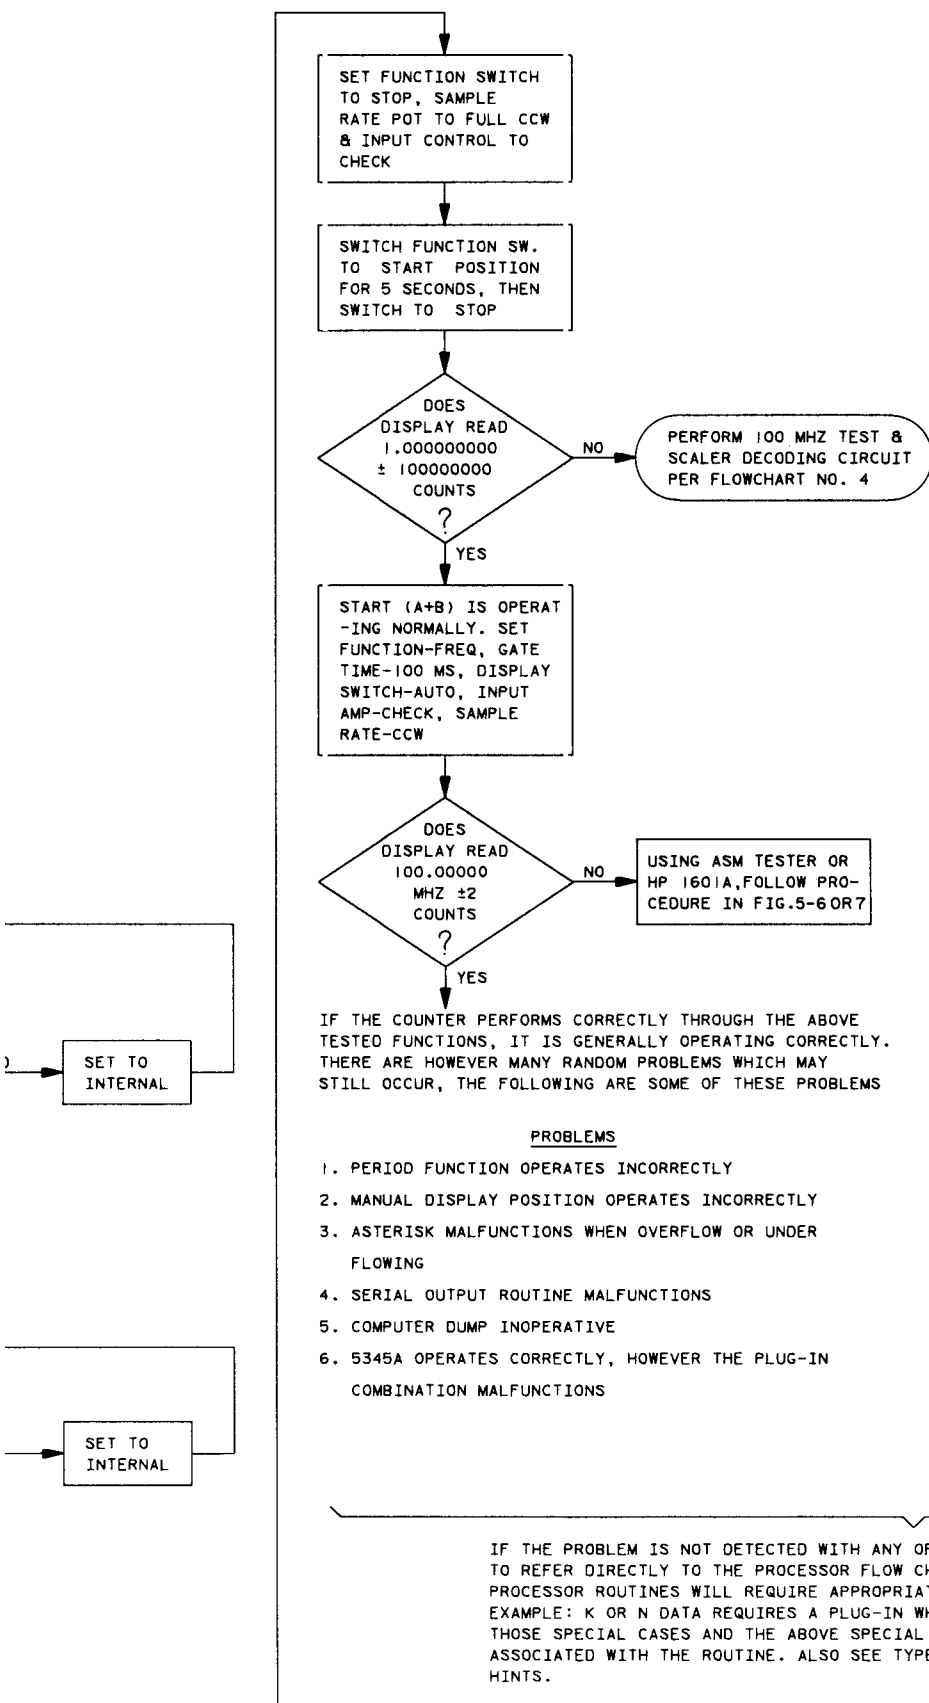 SET FUNCTION SWITCH
TO STOP, SAMPLE
RATE POT TO FULL CCW
& INPUT CONTROL TO
CHECK
SWITCH FUNCTION SW.
TO START POSITION
FOR 5 SECONDS, THEN
SWITCH TO STOP
DOES
DISPLAY READ
1.000000000
± 100000000
COUNTS
?
NO
PERFORM 100 MHZ TEST &
SCALER DECODING CIRCUIT
PER FLOWCHART NO. 4
YES
START (A+B) IS OPERAT
-ING NORMALLY. SET
FUNCTION-FREQ, GATE
TIME-100 MS, DISPLAY
SWITCH-AUTO, INPUT
AMP-CHECK, SAMPLE
RATE-CCW
DOES
DISPLAY READ
100.00000
MHZ ±2
COUNTS
?
NO
USING ASM TESTER OR
HP 1601A,FOLLOW PRO-
CEDURE IN FIG.5-6 OR 7
YES
IF THE COUNTER PERFORMS CORRECTLY THROUGH THE ABOVE
TESTED FUNCTIONS, IT IS GENERALLY OPERATING CORRECTLY.
THERE ARE HOWEVER MANY RANDOM PROBLEMS WHICH MAY
STILL OCCUR, THE FOLLOWING ARE SOME OF THESE PROBLEMS
SET TO
INTERNAL
PROBLEMS
1. PERIOD FUNCTION OPERATES INCORRECTLY
2. MANUAL DISPLAY POSITION OPERATES INCORRECTLY
3. ASTERISK MALFUNCTIONS WHEN OVERFLOW OR UNDER
FLOWING
4. SERIAL OUTPUT ROUTINE MALFUNCTIONS
5. COMPUTER DUMP INOPERATIVE
6. 5345A OPERATES CORRECTLY, HOWEVER THE PLUG-IN
COMBINATION MALFUNCTIONS
SET TO
INTERNAL
IF THE PROBLEM IS NOT DETECTED WITH ANY
TO REFER DIRECTLY TO THE PROCESSOR FLOW
PROCESSOR ROUTINES WILL REQUIRE
EXAMPLE: K OR N DATA REQUIRES A PLUG-IN
THOSE SPECIAL CASES AND THE ABOVE SPECIAL
ASSOCIATED WITH THE ROUTINE. ALSO SEE TYPE
HINTS.